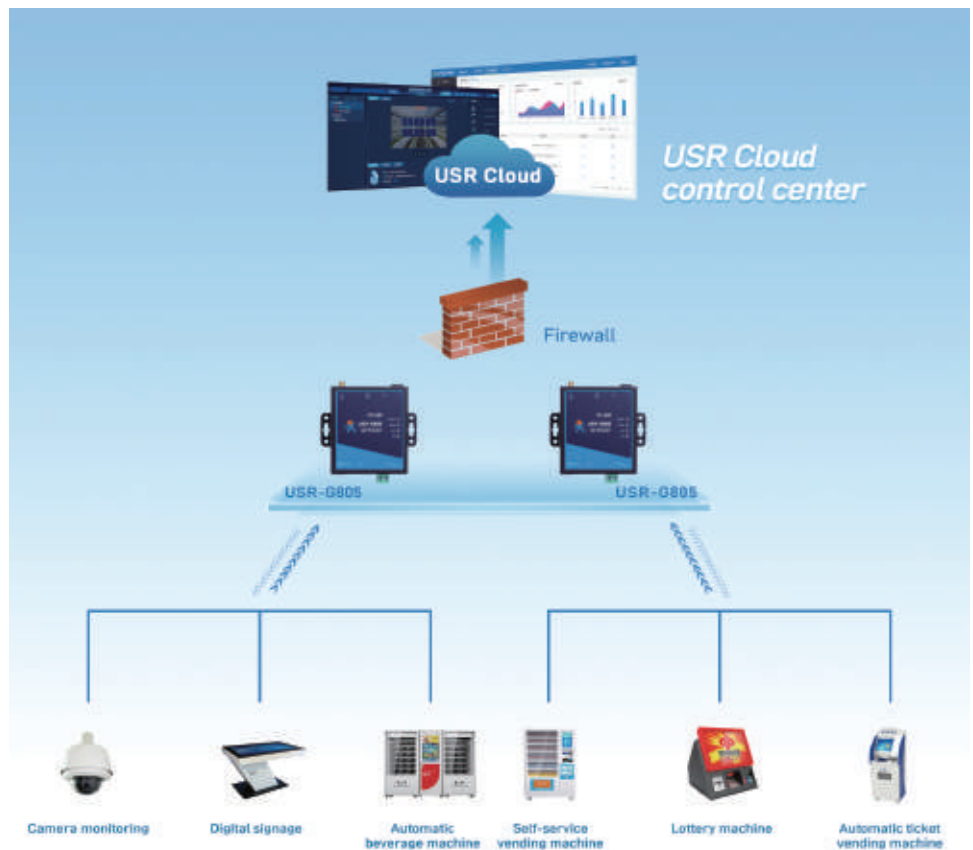 USR Cloud
USR Cloud
control center
Firewall
USR-G805
USR-G805
Camera monitoring
Digital signage
Automatic
beverage machine
Self-service
vending machine
Lottery machine
Automatic ticket
vending machine